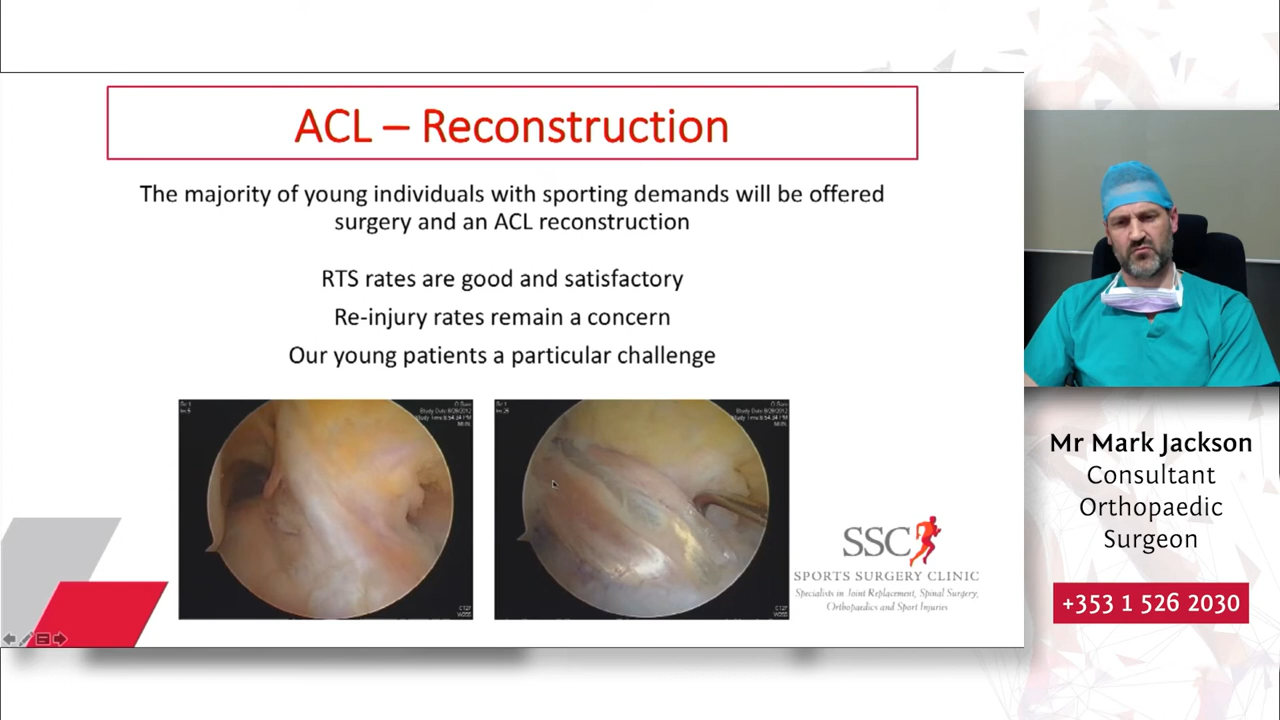 ACL – Reconstruction
The majority of young individuals with sporting demands will be offered
surgery and an ACL reconstruction
RTS rates are good and satisfactory
Re-injury rates remain a concern
Our young patients a particular challenge
SSC
SPORTS SURGERY CLINIC
Specialists in Joint Replacement, Spinal Surgery,
Orthopaedics and Sport Injuries
Mr Mark Jackson
Consultant
Orthopaedic
Surgeon
+353 1 526 2030